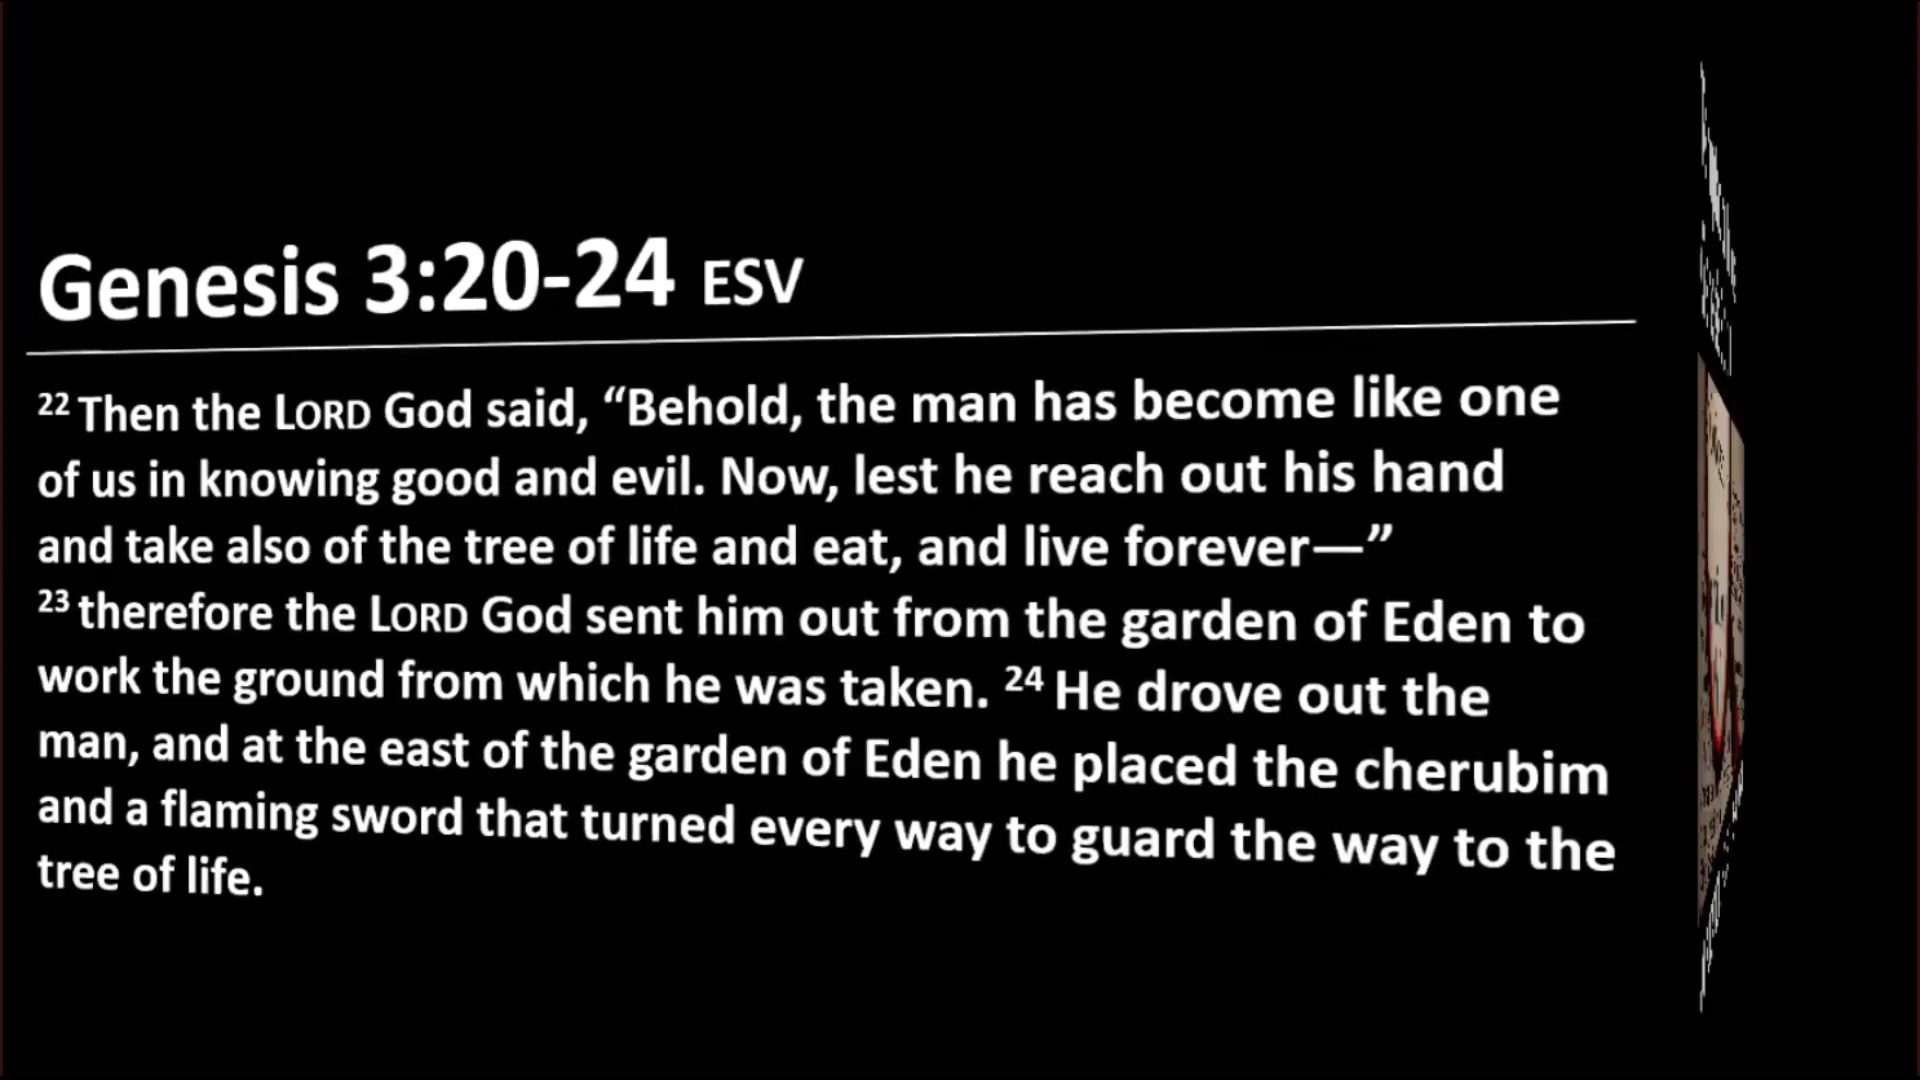 Genesis 3:20-24 ESV
22 Then the LORD God said, “Behold, the man has become like one
of us in knowing good and evil. Now, lest he reach out his hand
and take also of the tree of life and eat, and live forever—”
23 therefore the LORD God sent him out from the garden of Eden to
work the ground from which he was taken. 24 He drove out the
man, and at the east of the garden of Eden he placed the cherubim
and a flaming sword that turned every way to guard the way to the
tree of life.